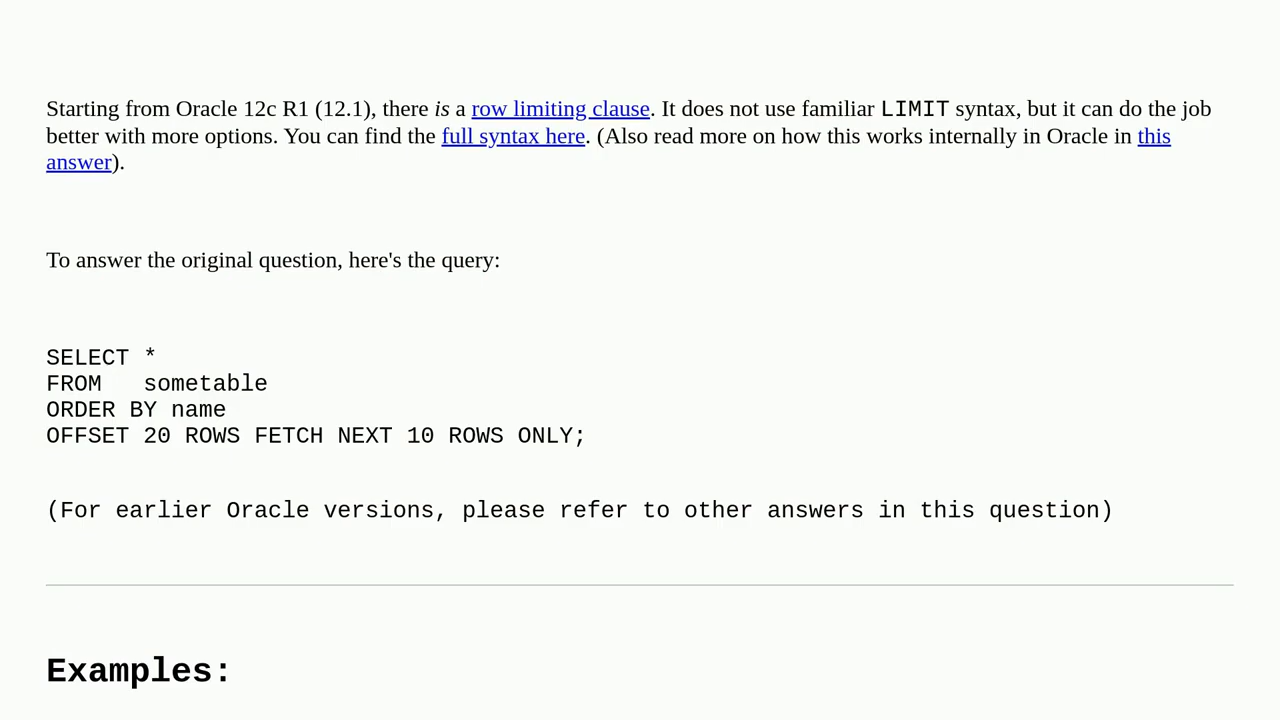 Starting from Oracle 12c R1 (12.1), there is a row limiting clause. It does not use familiar LIMIT syntax, but it can do the job
better with more options. You can find the full syntax here. (Also read more on how this works internally in Oracle in this
answer).
To answer the original question, here's the query:
SELECT *
FROM   sometable
ORDER BY name
OFFSET 20 ROWS FETCH NEXT 10 ROWS ONLY;
(For earlier Oracle versions, please refer to other answers in this question)
Examples: